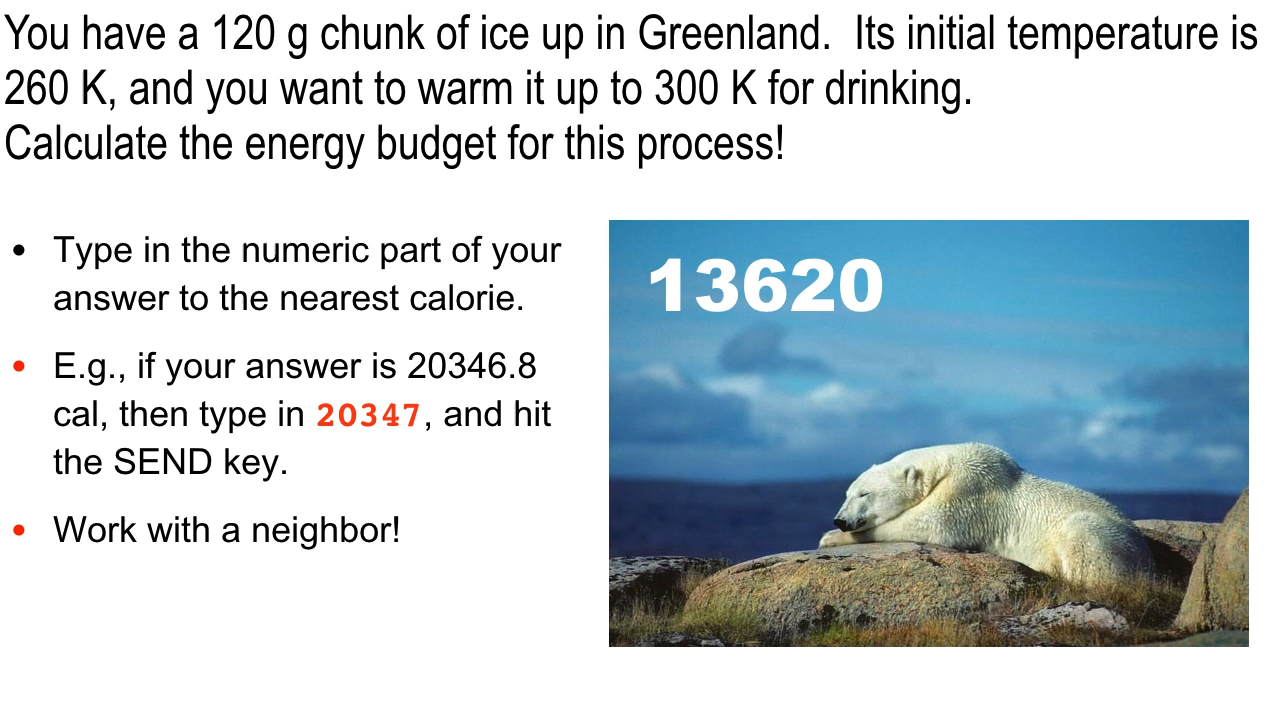 You have a 120 g chunk of ice up in Greenland.  Its initial temperature is
260 K, and you want to warm it up to 300 K for drinking.
Calculate the energy budget for this process!
• Type in the numeric part of your
answer to the nearest calorie.
• E.g., if your answer is 20346.8
cal, then type in 20347, and hit
the SEND key.
• Work with a neighbor!
13620